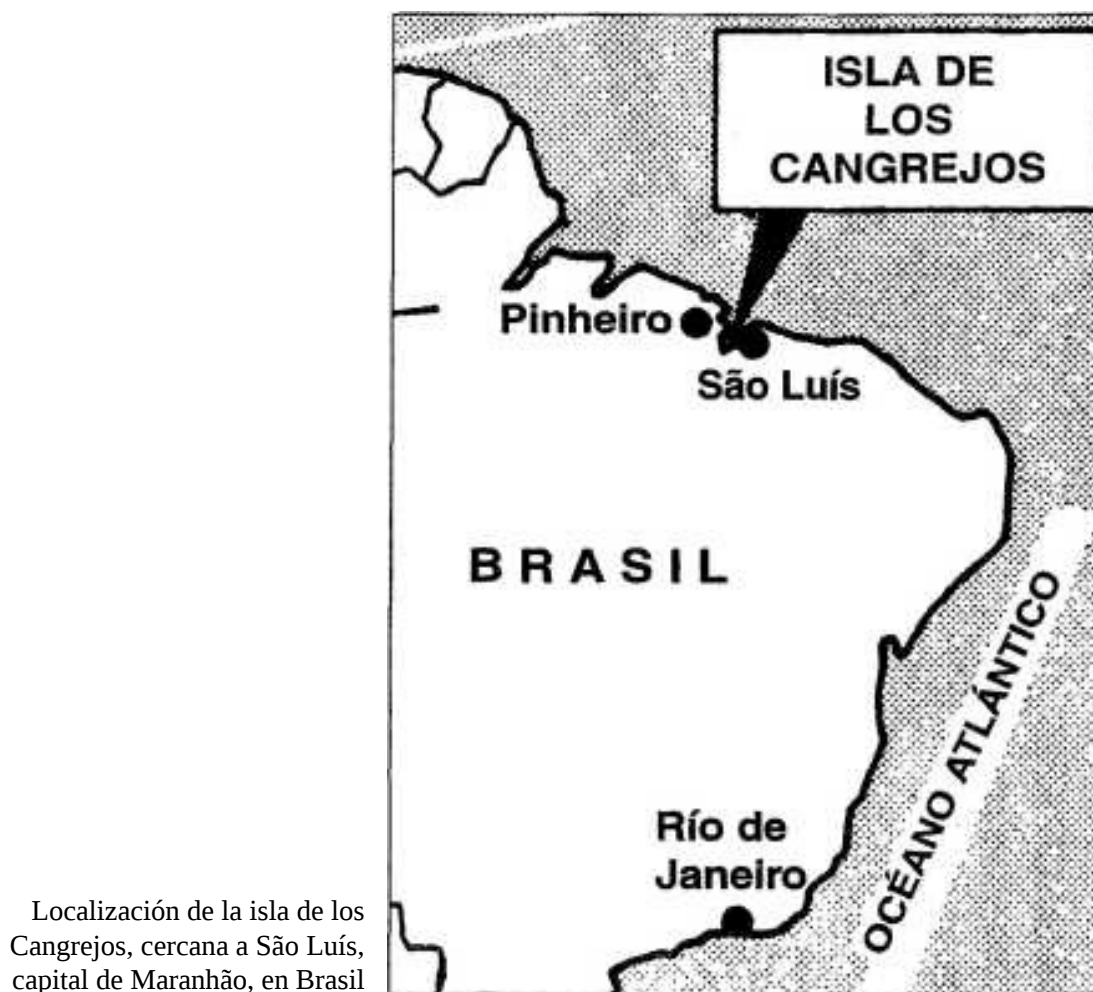 ISLA DE
LOS
CANGREJOS
Pinheiro
São Luís
BRASIL
OCÉANO ATLÁNTICO
Río de
Janeiro
Localización de la isla de los
Cangrejos, cercana a São Luís,
capital de Maranhão, en Brasil